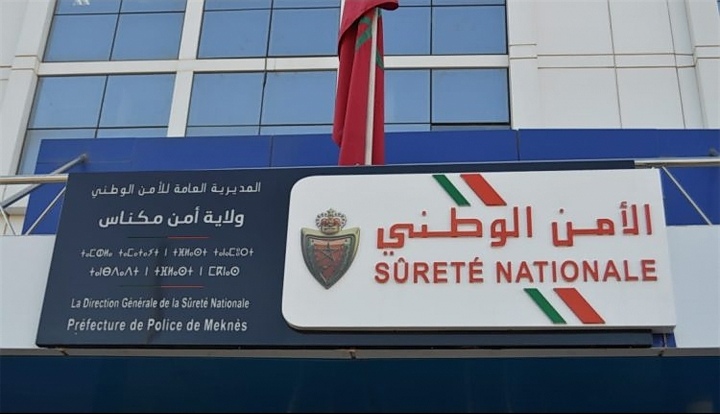 المديرية العامة للأمن الوطني
ولاية أمن مكناس
La Direction Générale de la Sûreté Nationale
Préfecture de Police de Meknès
الأمن الوطني
SÛRETÉ NATIONALE